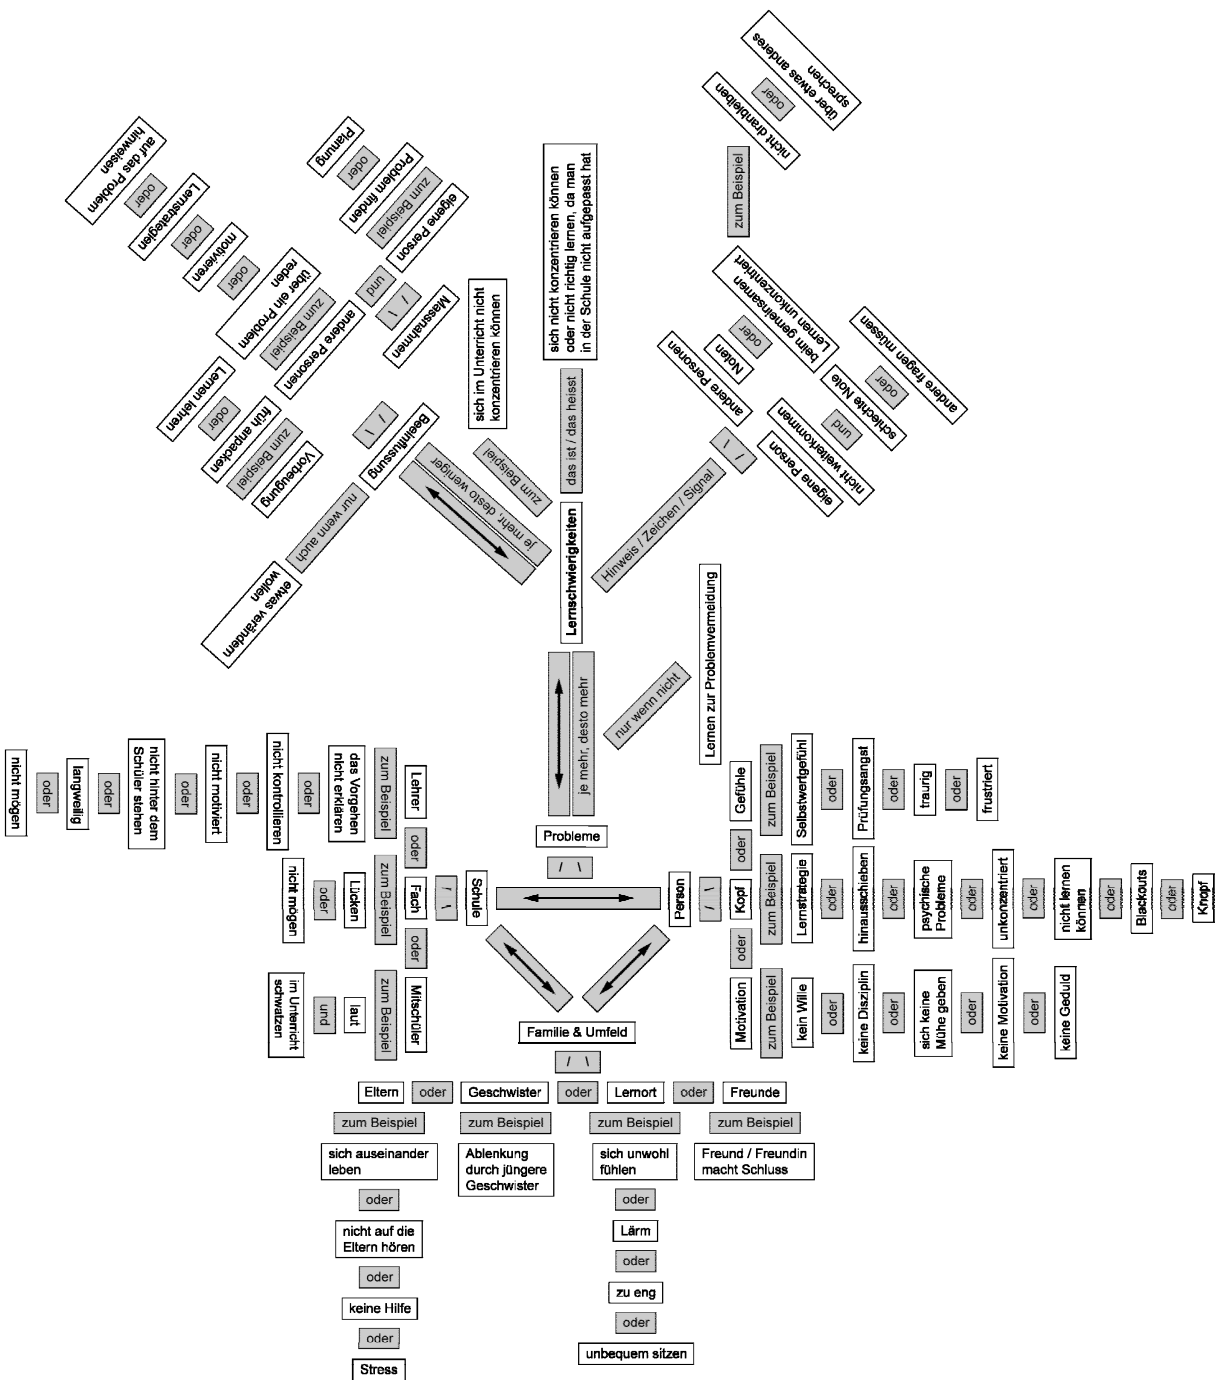 über etwas anderes
sprechen
oder
nicht dranbleiben
zum Beispiel
beim gemeinsamen
Lernen unkonzentriert
oder
Noten
andere Personen
andere fragen müssen
oder
schlechte Note
und
nicht weiterkommen
eigene Person
/ \
Hinweis / Zeichen / Signal
auf das Problem
hinweisen
oder
Lernstrategien
oder
motivieren
oder
über ein Problem
reden
zum Beispiel
andere Personen
Planung
oder
Problem finden
zum Beispiel
eigene Person
und
/ \
Massnahmen
Lernen lehren
oder
früh anpacken
zum Beispiel
Vorbeugung
/ \
Beeinflussung
nur wenn auch
etwas verändern
wollen
je mehr, desto weniger
sich im Unterricht nicht
konzentrieren können
zum Beispiel
sich nicht konzentrieren können
oder nicht richtig lernen, da man
in der Schule nicht aufgepasst hat
das ist / das heisst
Lernschwierigkeiten
je mehr, desto mehr
nur wenn nicht
Lernen zur Problemvermeidung
Probleme
/ \
Schule
/ \
Lehrer
zum Beispiel
das Vorgehen
nicht erklären
oder
nicht kontrollieren
oder
nicht motiviert
oder
nicht hinter dem
Schüler stehen
oder
langweilig
oder
nicht mögen
oder
Fach
zum Beispiel
Lücken
oder
nicht mögen
oder
Mitschüler
zum Beispiel
laut
und
im Unterricht
schwatzen
Person
/ \
Gefühle
zum Beispiel
Selbstwertgefühl
oder
Prüfungsangst
oder
traurig
oder
frustriert
oder
Kopf
zum Beispiel
Lernstrategie
oder
hinausschieben
oder
psychische
Probleme
oder
unkonzentriert
oder
nicht lernen
können
oder
Blackouts
oder
Knopf
oder
Motivation
zum Beispiel
kein Wille
oder
keine Disziplin
oder
sich keine
Mühe geben
oder
keine Motivation
oder
keine Geduld
Familie & Umfeld
/ \
Eltern oder Geschwister oder Lernort oder Freunde
zum Beispiel zum Beispiel zum Beispiel zum Beispiel
sich auseinander
leben
oder
nicht auf die
Eltern hören
oder
keine Hilfe
oder
Stress
Ablenkung
durch jüngere
Geschwister
sich unwohl
fühlen
oder
Lärm
oder
zu eng
oder
unbequem sitzen
Freund / Freundin
macht Schluss